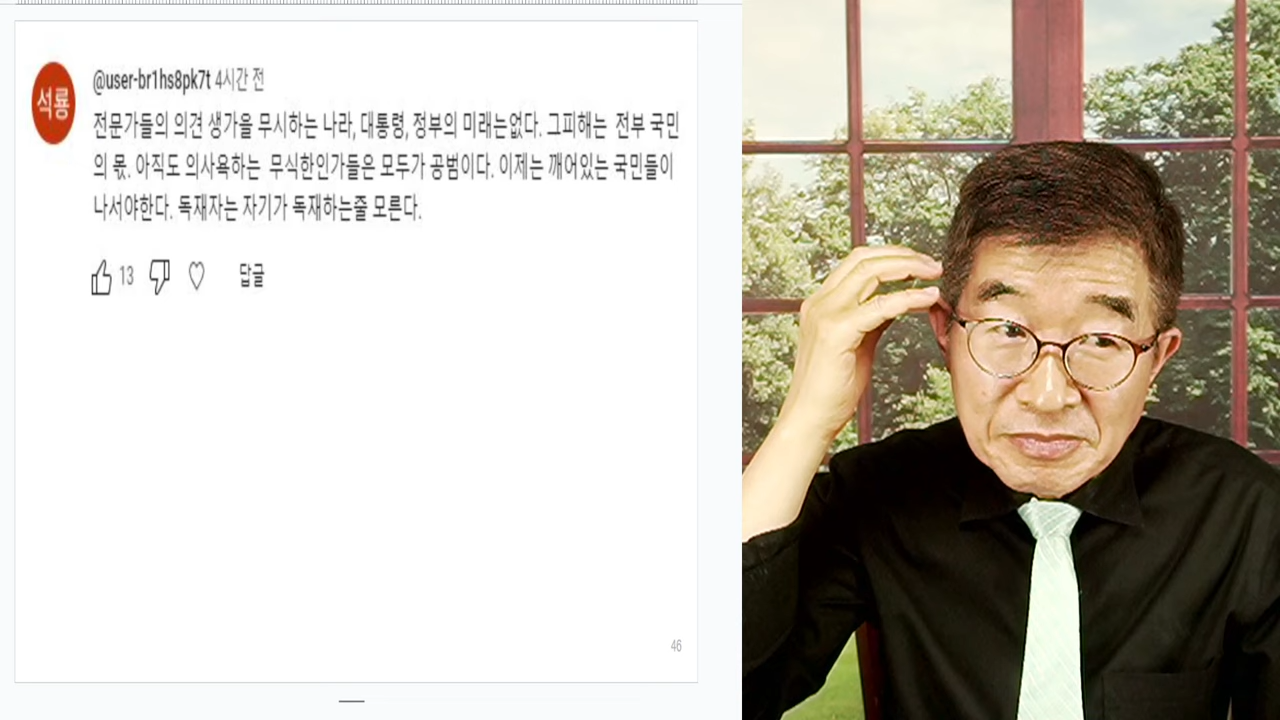 석룡
@user-br1hs8pk7t 4시간 전
전문가들의 의견 생가을 무시하는 나라, 대통령, 정부의 미래는없다. 그피해는 전부 국민
의 몫. 아직도 의사욕하는 무식한인가들은 모두가 공범이다. 이제는 깨어있는 국민들이
나서야한다. 독재자는 자기가 독재하는줄 모른다.
13 답글
46